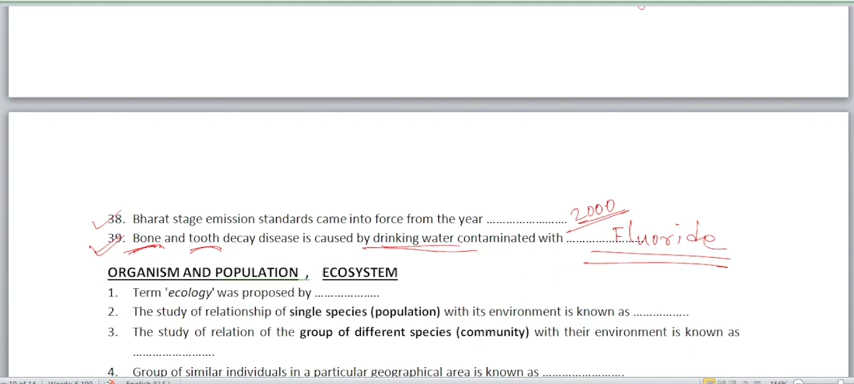 38. Bharat stage emission standards came into force from the year ........................ 2000
39. Bone and tooth decay disease is caused by drinking water contaminated with ........................ Fluoride
ORGANISM AND POPULATION , ECOSYSTEM
1. Term 'ecology' was proposed by ...................
2. The study of relationship of single species (population) with its environment is known as .................
3. The study of relation of the group of different species (community) with their environment is known as
........................
4. Group of similar individuals in a particular geographical area is known as ........................